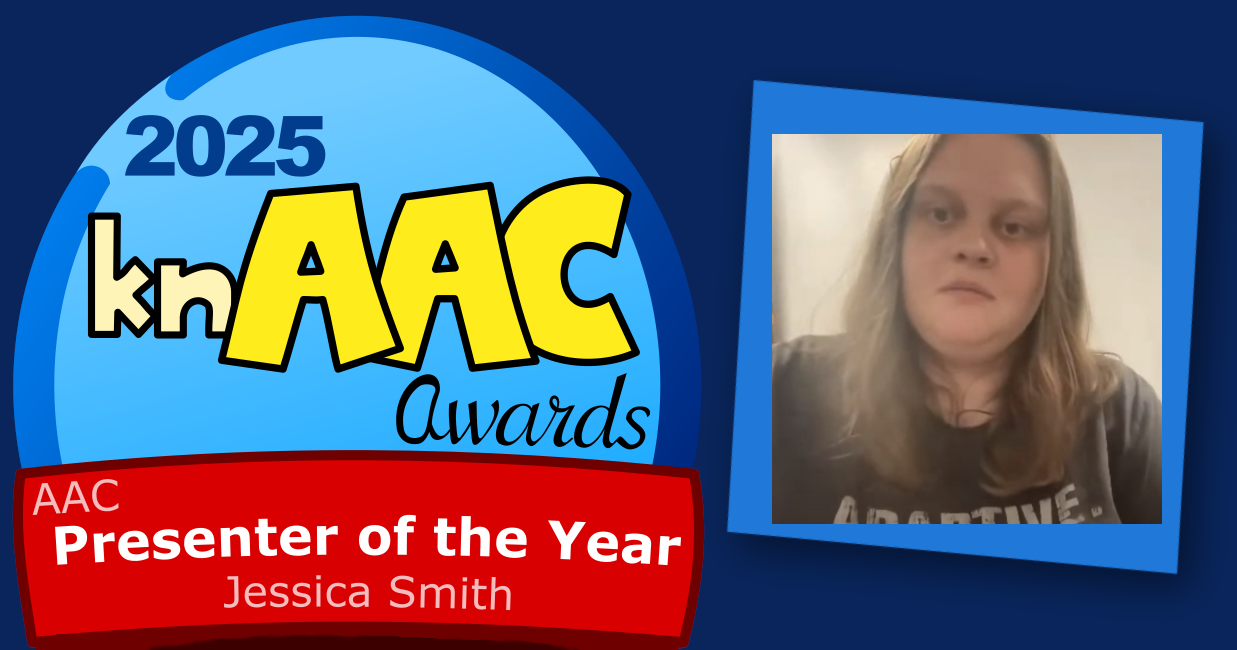 2025
knAAC
Awards
AAC
Presenter of the Year
Jessica Smith
ADAPTIVE.